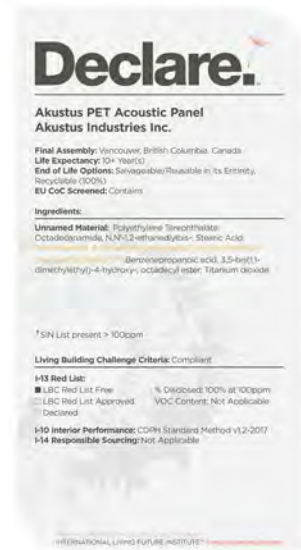 Declare.
Akustus PET Acoustic Panel
Akustus Industries Inc.
Final Assembly: Vancouver, British Columbia, Canada
Life Expectancy: 10+ Year(s)
End of Life Options: Salvageable/Reusable in its Entirety,
Recyclable (100%)
EU CoC Screened: Contains
Ingredients:
Unnamed Material: Polyethylene Terephthalate;
Octadecanamide, N,N'-1,2-ethanediylbis-; Stearic Acid;
Benzenepropanoic acid, 3,5-bis(1,1-
dimethylethyl)-4-hydroxy-, octadecyl ester; Titanium dioxide
†SIN List present > 100ppm
Living Building Challenge Criteria: Compliant
I-13 Red List:
LBC Red List Free % Disclosed: 100% at 100ppm
LBC Red List Approved VOC Content: Not Applicable
Declared
I-10 Interior Performance: CDPH Standard Method v1.2-2017
I-14 Responsible Sourcing: Not Applicable
INTERNATIONAL LIVING FUTURE INSTITUTE